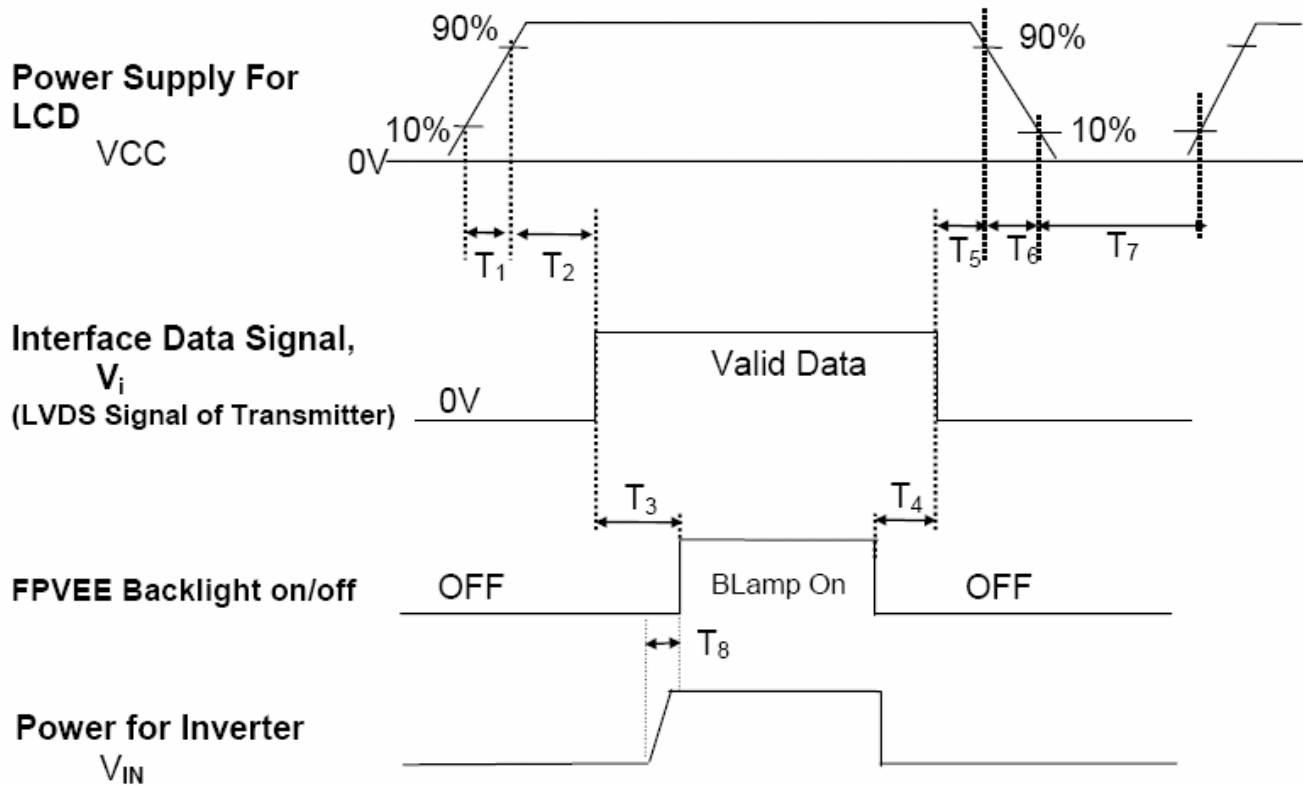 90%
90%
Power Supply For
LCD
10%
10%
VCC
0V
T1
T2
T5
T6
T7
Interface Data Signal,
Vi
(LVDS Signal of Transmitter)
Valid Data
0V
T3
T4
FPVEE Backlight on/off
OFF
BLamp On
OFF
T8
Power for Inverter
VIN